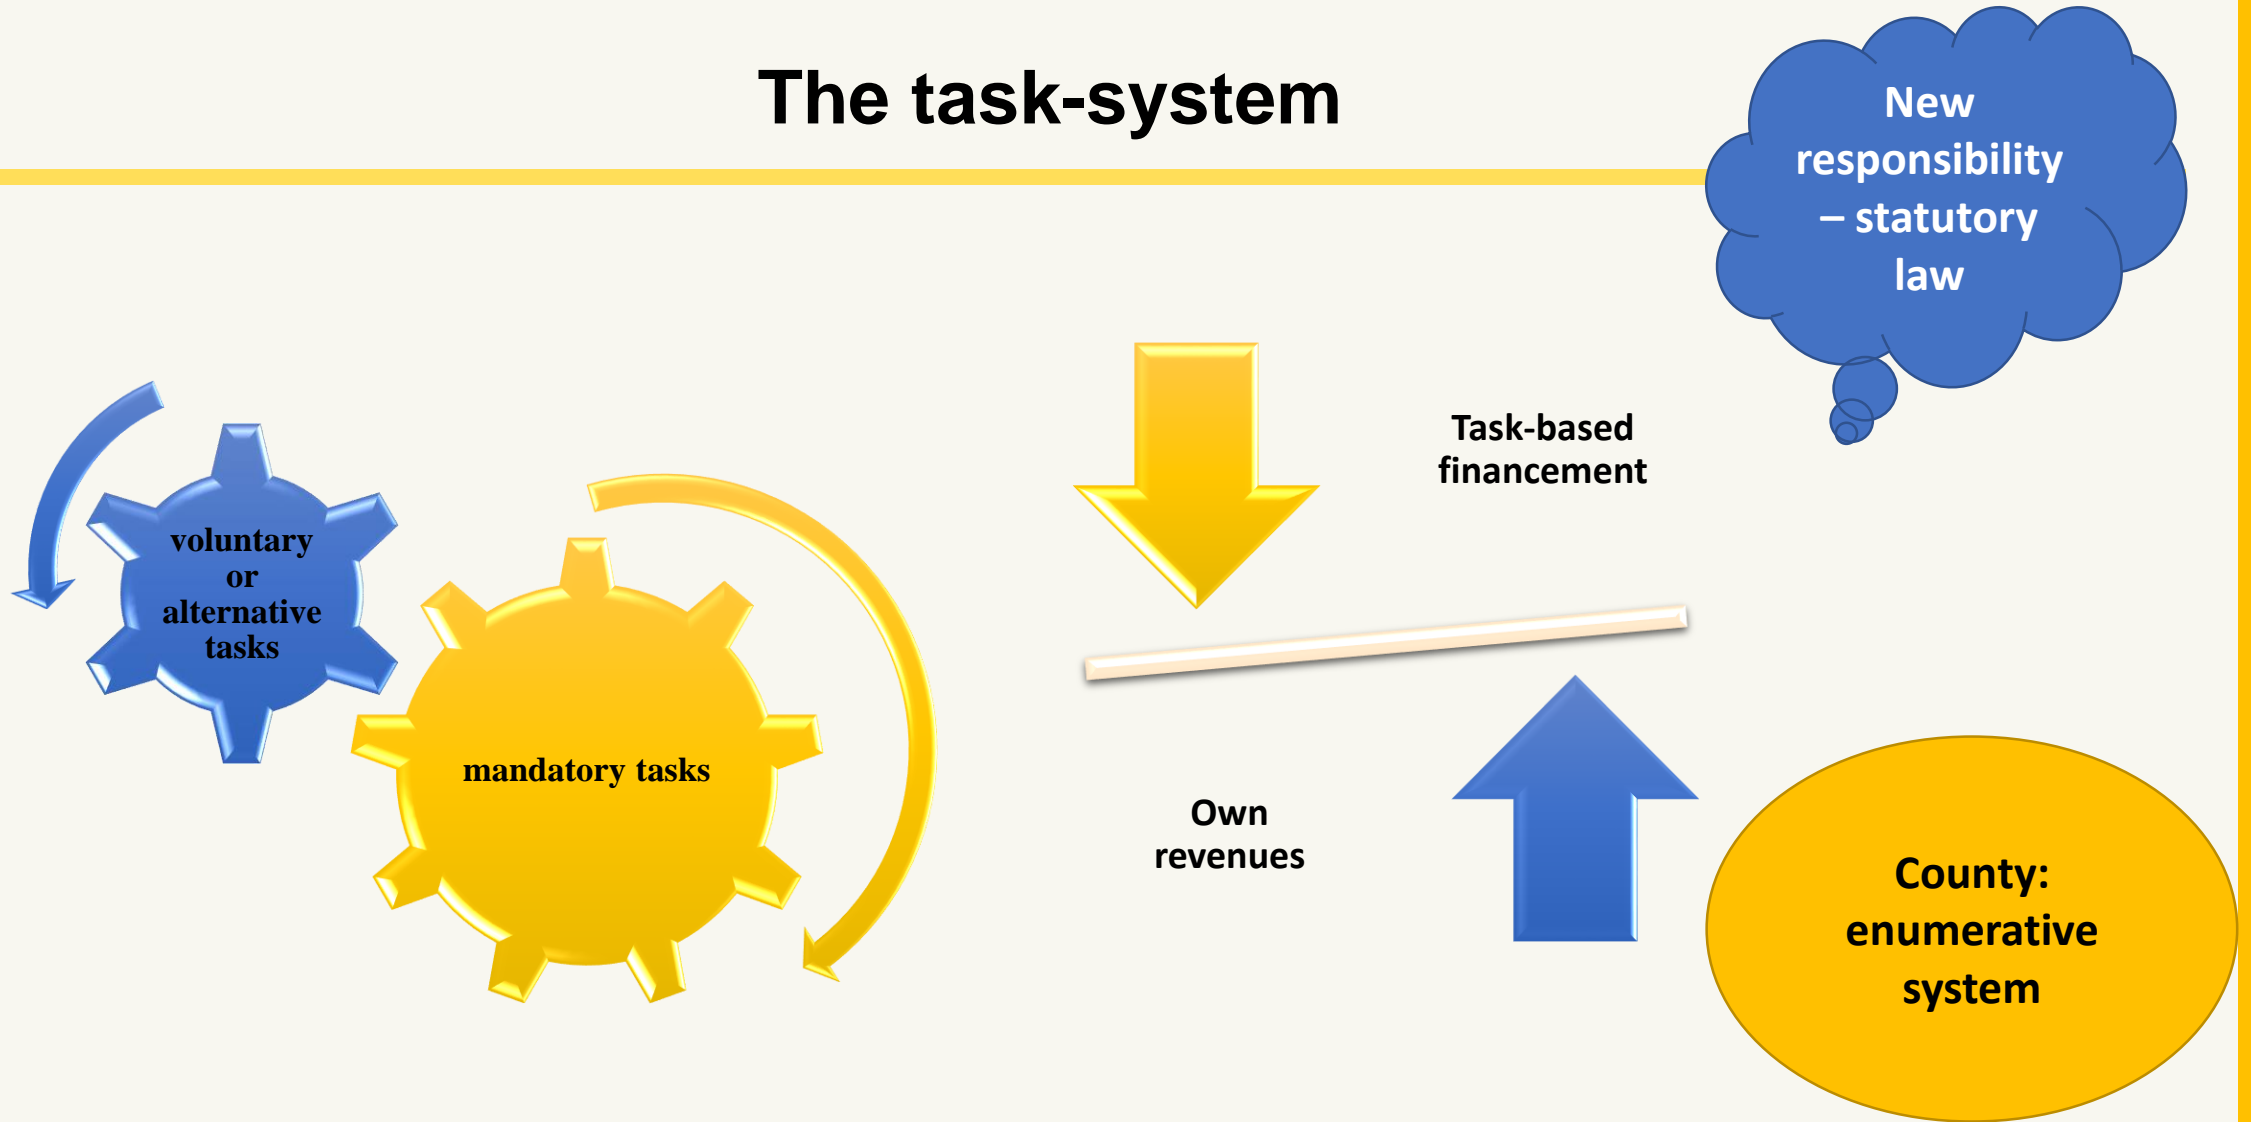 The task-system
New
responsibility
– statutory
law
voluntary
or
alternative
tasks
mandatory tasks
Task-based
financement
Own
revenues
County:
enumerative
system